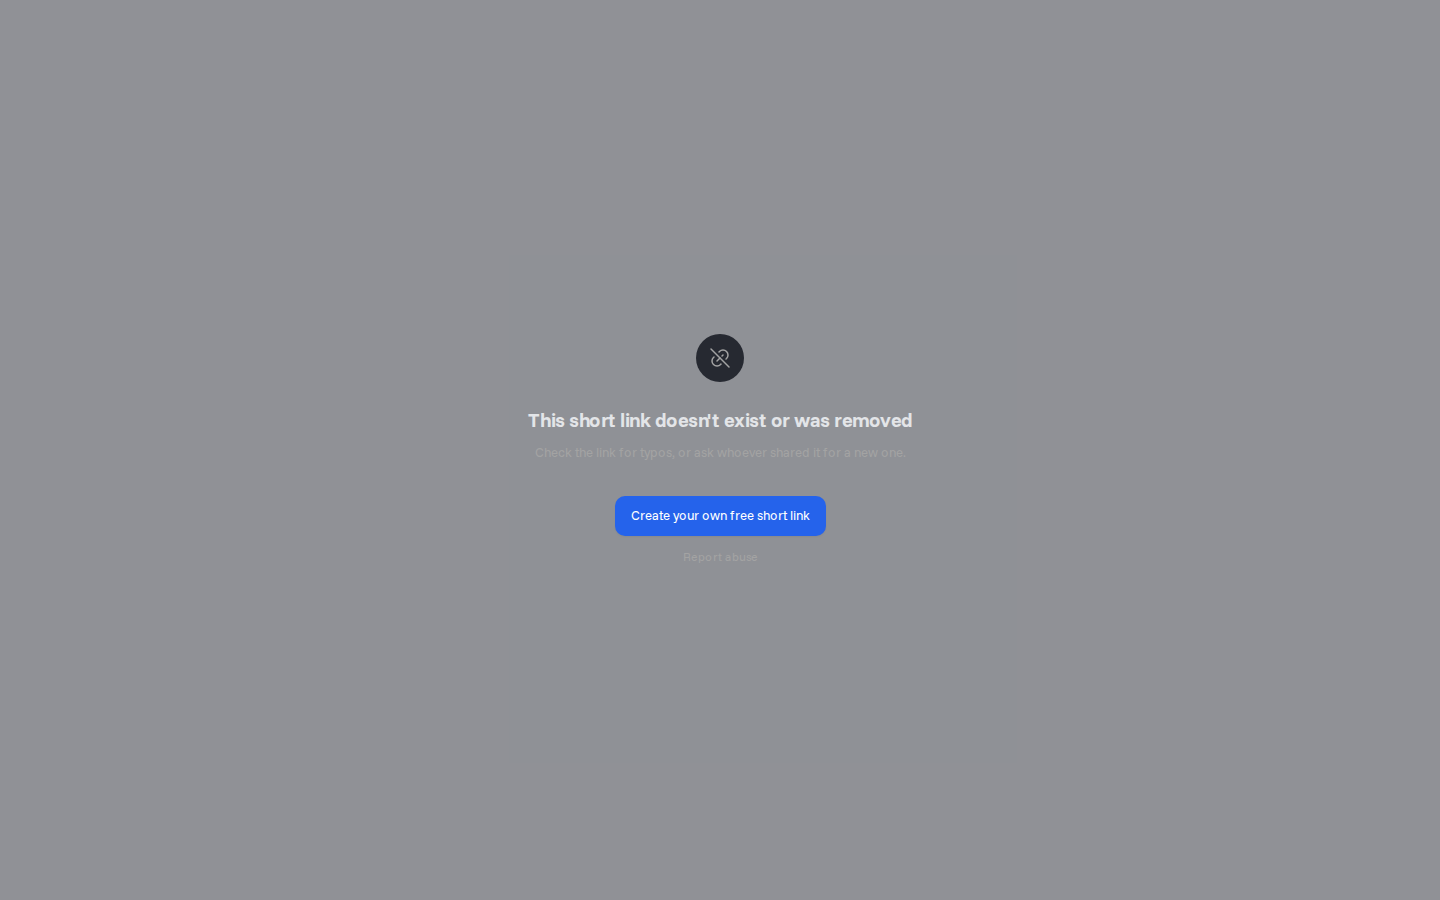 This short link doesn't exist or was removed
Check the link for typos, or ask whoever shared it for a new one.
Create your own free short link
Report abuse